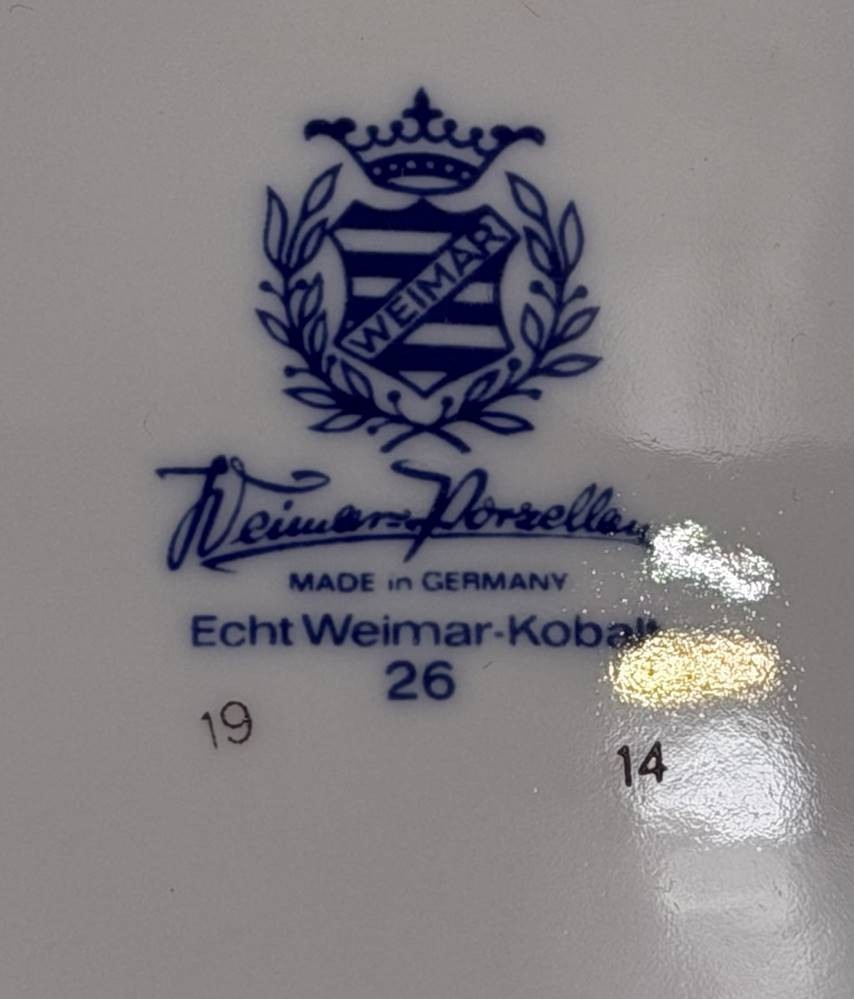 WEIMAR
Weimar-Porzellan
MADE in GERMANY
Echt Weimar-Kobalt
26
19
14